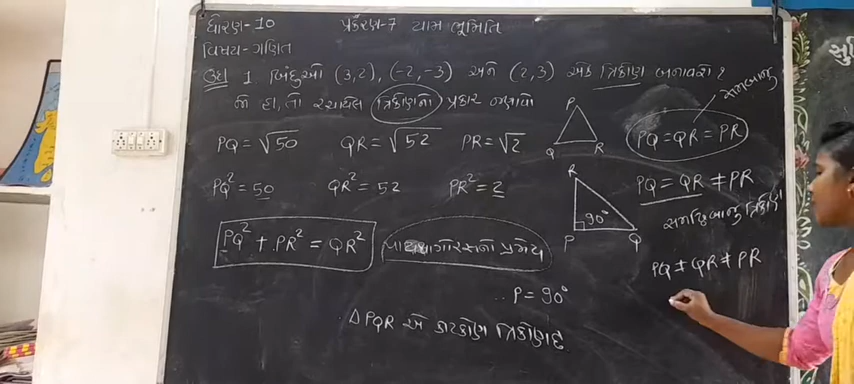 ધોરણ-10 પ્રકરણ-7 યામ ભૂમિતિ
વિષય-ગણિત
ઉદા 1. બિંદુઓ (3,2), (-2,-3) અને (2,3) એક ત્રિકોણ બનાવશે ?
જો હા, તો રચાયેલ ત્રિકોણનો પ્રકાર જણાવો
PQ = √50 QR = √52 PR = √2
PQ² = 50 QR² = 52 PR² = 2
PQ² + PR² = QR² પાયથાગોરસનો પ્રમેય
∴ P = 90°
△ PQR એ કાટકોણ ત્રિકોણ છે.
P
Q R
R
90°
P Q
સમબાજુ
PQ = QR = PR
PQ = QR ≠ PR
સમદ્વિબાજુ ત્રિકોણ
PQ ≠ QR ≠ PR